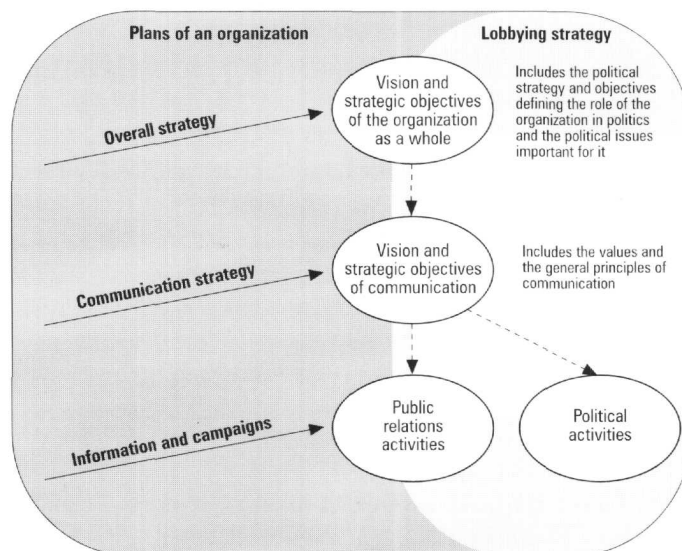 Plans of an organization
Lobbying strategy
Overall strategy
Vision and
strategic objectives
of the organization
as a whole
Includes the political
strategy and objectives
defining the role of the
organization in politics
and the political issues
important for it
Communication strategy
Vision and
strategic objectives
of communication
Includes the values and
the general principles of
communication
Information and campaigns
Public
relations
activities
Political
activities